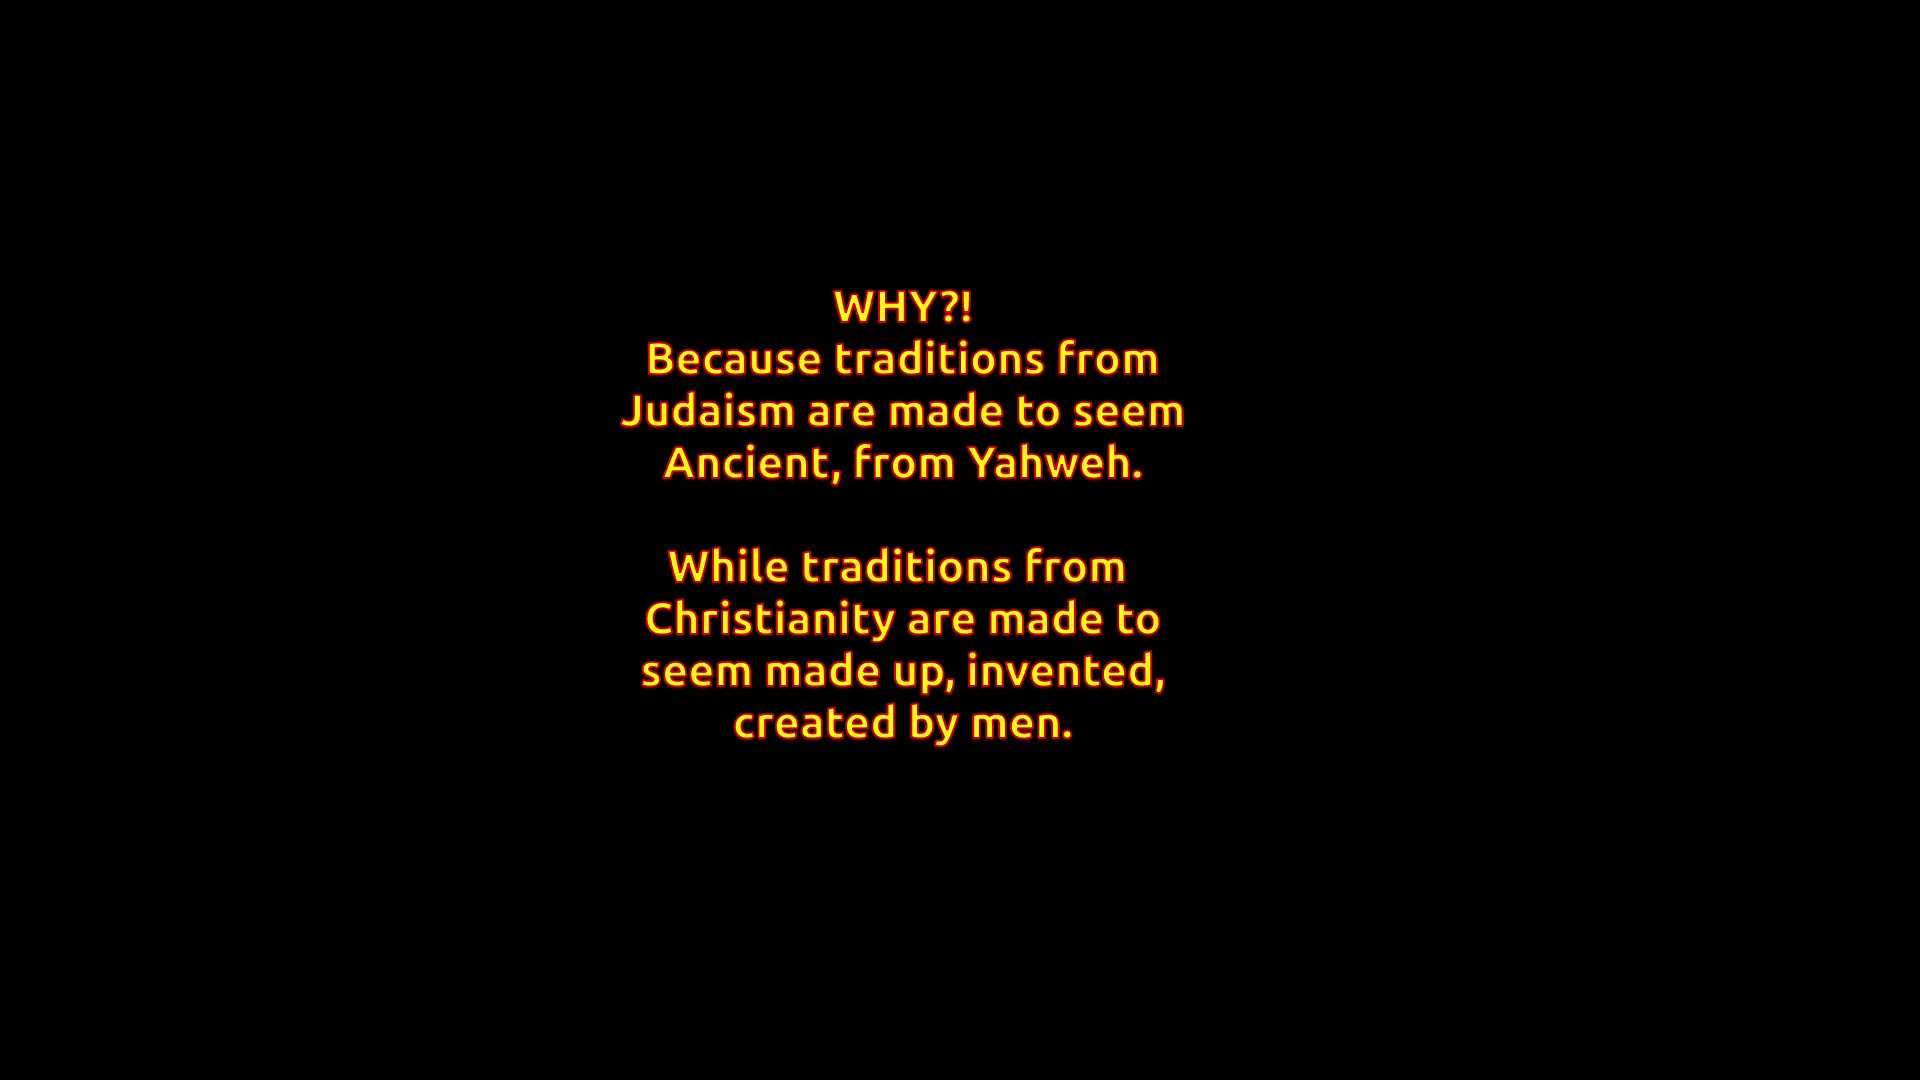 WHY?!
Because traditions from
Judaism are made to seem
Ancient, from Yahweh.
While traditions from
Christianity are made to
seem made up, invented,
created by men.